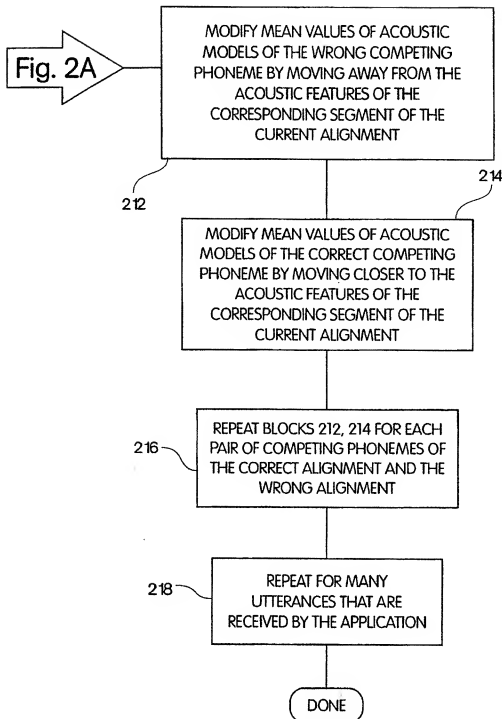 Fig. 2A
MODIFY MEAN VALUES OF ACOUSTIC
MODELS OF THE WRONG COMPETING
PHONEME BY MOVING AWAY FROM THE
ACOUSTIC FEATURES OF THE
CORRESPONDING SEGMENT OF THE
CURRENT ALIGNMENT
212
214
MODIFY MEAN VALUES OF ACOUSTIC
MODELS OF THE CORRECT COMPETING
PHONEME BY MOVING CLOSER TO THE
ACOUSTIC FEATURES OF THE
CORRESPONDING SEGMENT OF THE
CURRENT ALIGNMENT
216
REPEAT BLOCKS 212, 214 FOR EACH
PAIR OF COMPETING PHONEMES OF
THE CORRECT ALIGNMENT AND THE
WRONG ALIGNMENT
218
REPEAT FOR MANY
UTTERANCES THAT ARE
RECEIVED BY THE APPLICATION
DONE